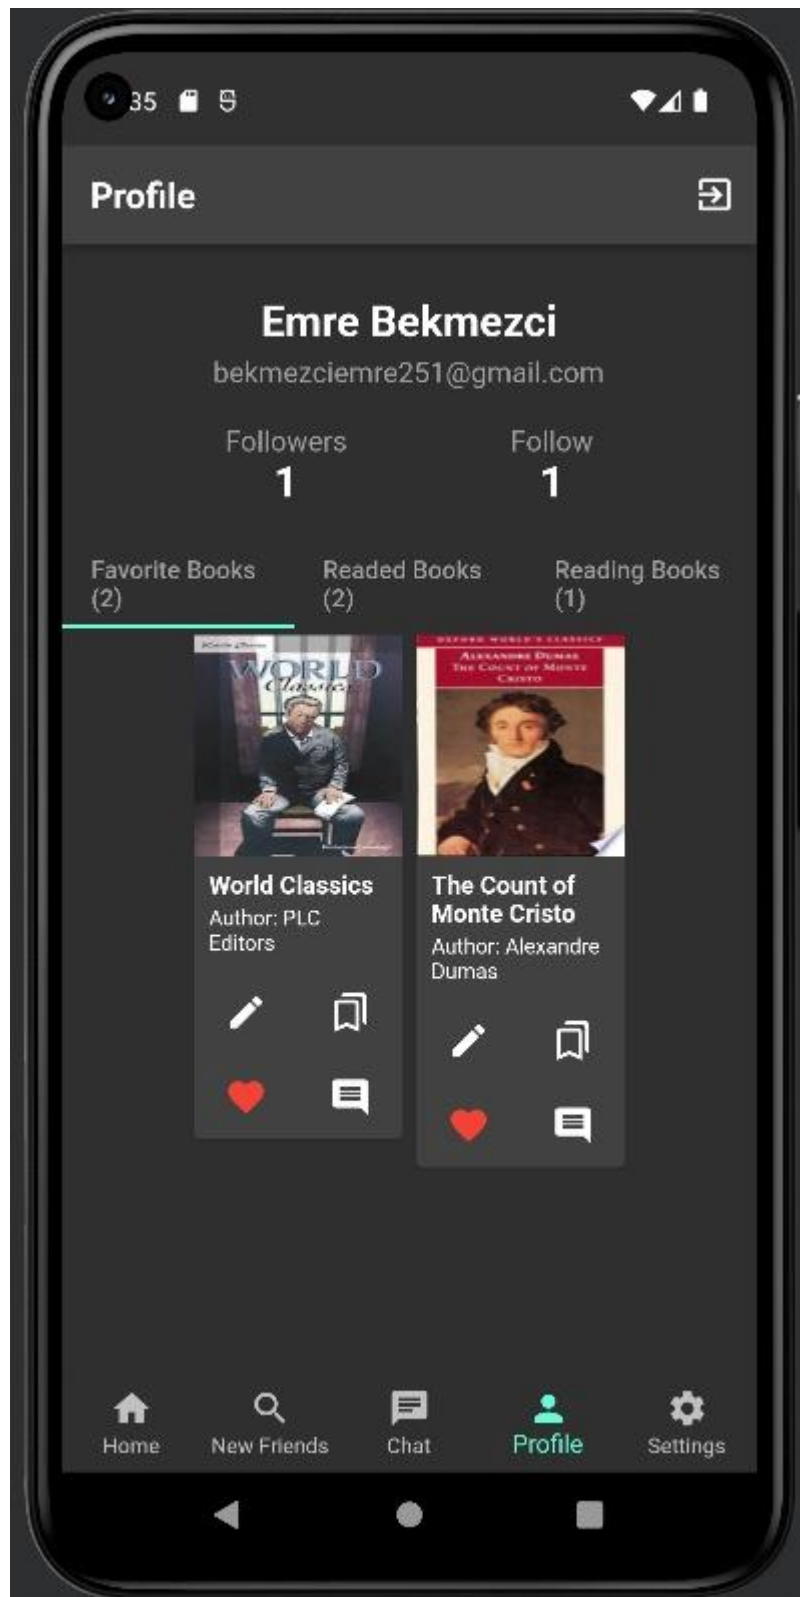 35
Profile
Emre Bekmezci
bekmezciemre251@gmail.com
Followers
Follow
1
1
Favorite Books
(2)
Readed Books
(2)
Reading Books
(1)
WORLD
Classics
OXFORD WORLD'S CLASSICS
ALEXANDRE DUMAS
THE COUNT OF MONTE
CRISTO
World Classics
Author: PLC
Editors
The Count of
Monte Cristo
Author: Alexandre
Dumas
Home
New Friends
Chat
Profile
Settings